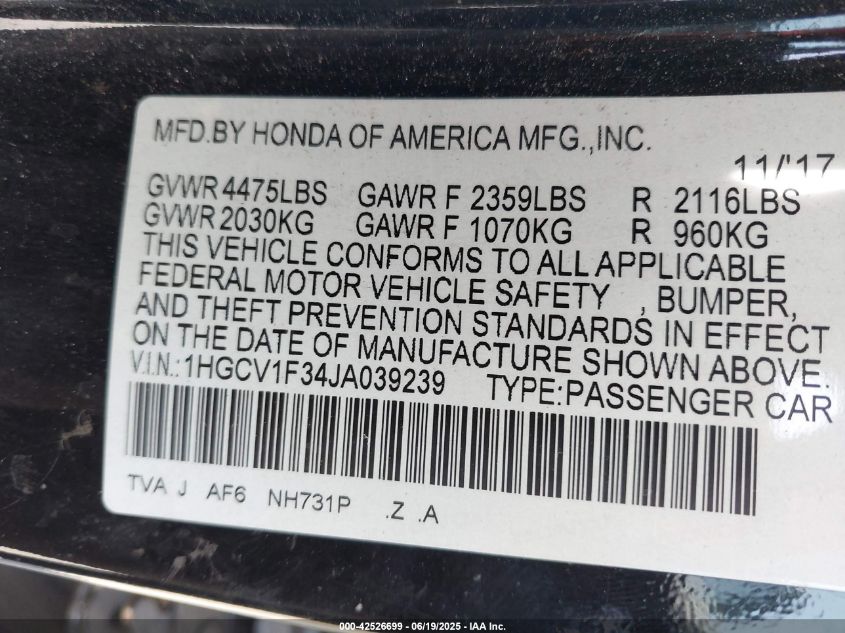 MFD.BY HONDA OF AMERICA MFG.,INC.
11/'17
GVWR 4475LBS GAWR F 2359LBS R 2116LBS
GVWR 2030KG GAWR F 1070KG R 960KG
THIS VEHICLE CONFORMS TO ALL APPLICABLE
FEDERAL MOTOR VEHICLE SAFETY , BUMPER,
AND THEFT PREVENTION STANDARDS IN EFFECT
ON THE DATE OF MANUFACTURE SHOWN ABOVE.
V.I.N.:1HGCV1F34JA039239 TYPE:PASSENGER CAR
TVA J AF6 NH731P .Z .A
000-42526699 - 06/19/2025 - IAA Inc.